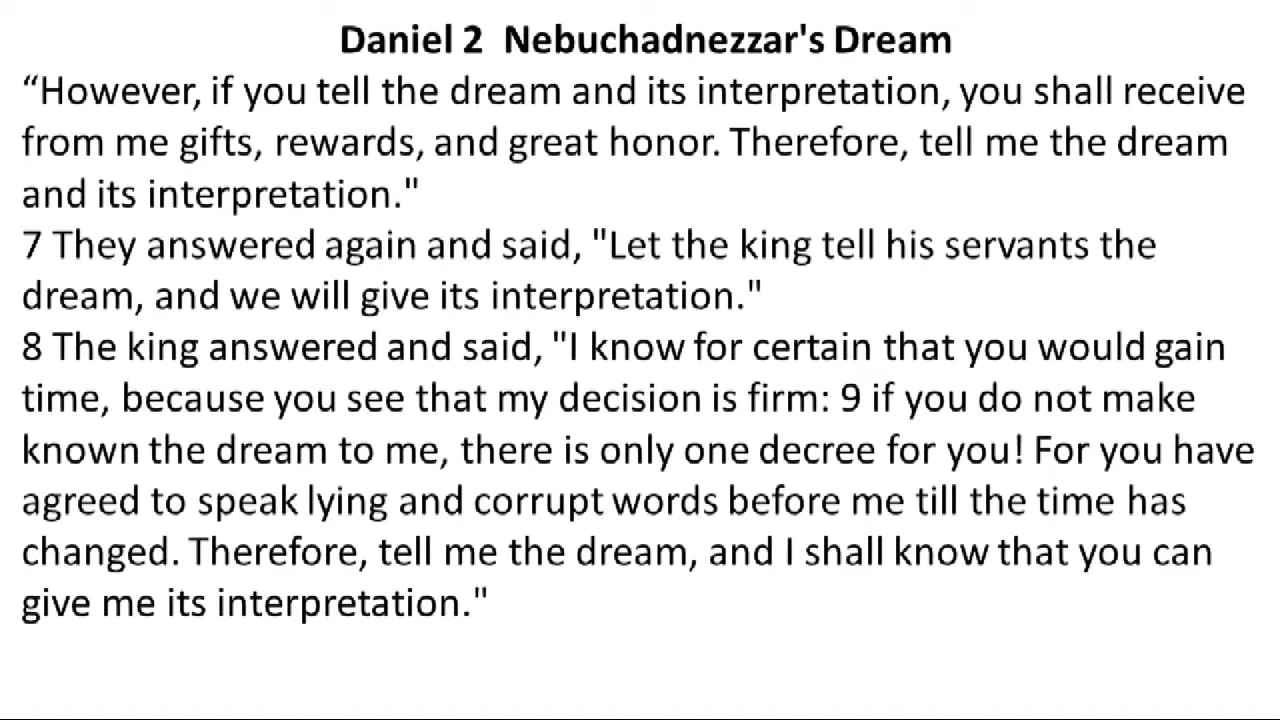 Daniel 2  Nebuchadnezzar's Dream
“However, if you tell the dream and its interpretation, you shall receive
from me gifts, rewards, and great honor. Therefore, tell me the dream
and its interpretation."
7 They answered again and said, "Let the king tell his servants the
dream, and we will give its interpretation."
8 The king answered and said, "I know for certain that you would gain
time, because you see that my decision is firm: 9 if you do not make
known the dream to me, there is only one decree for you! For you have
agreed to speak lying and corrupt words before me till the time has
changed. Therefore, tell me the dream, and I shall know that you can
give me its interpretation."